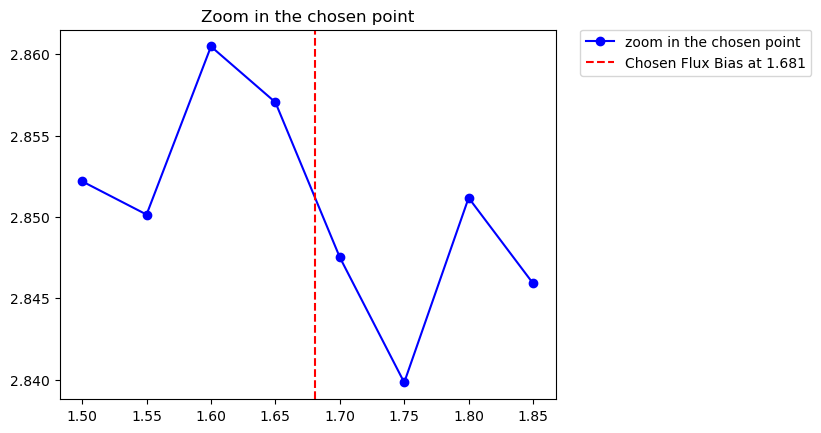 Zoom in the chosen point
zoom in the chosen point
Chosen Flux Bias at 1.681
2.860
2.855
2.850
2.845
2.840
1.50 1.55 1.60 1.65 1.70 1.75 1.80 1.85